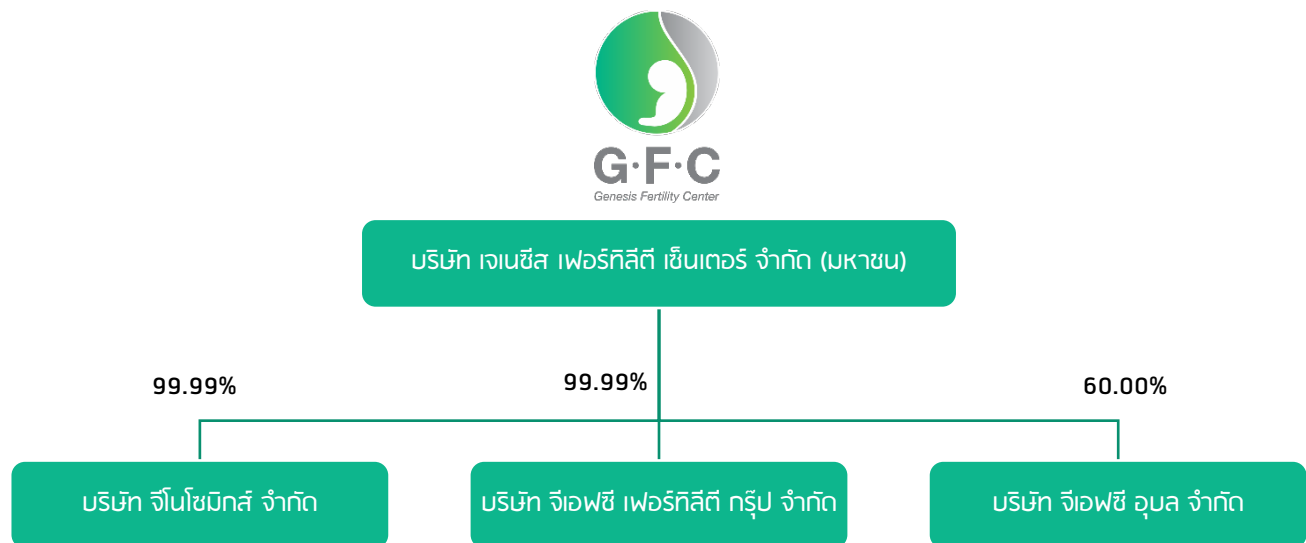 G·F·C
Genesis Fertility Center
บริษัท เจเนซีส เฟอร์ทิลีตี เซ็นเตอร์ จำกัด (มหาชน)
99.99%
99.99%
60.00%
บริษัท จีโนโซมิกส์ จำกัด
บริษัท จีเอฟซี เฟอร์ทิลีตี กรุ๊ป จำกัด
บริษัท จีเอฟซี อุบล จำกัด